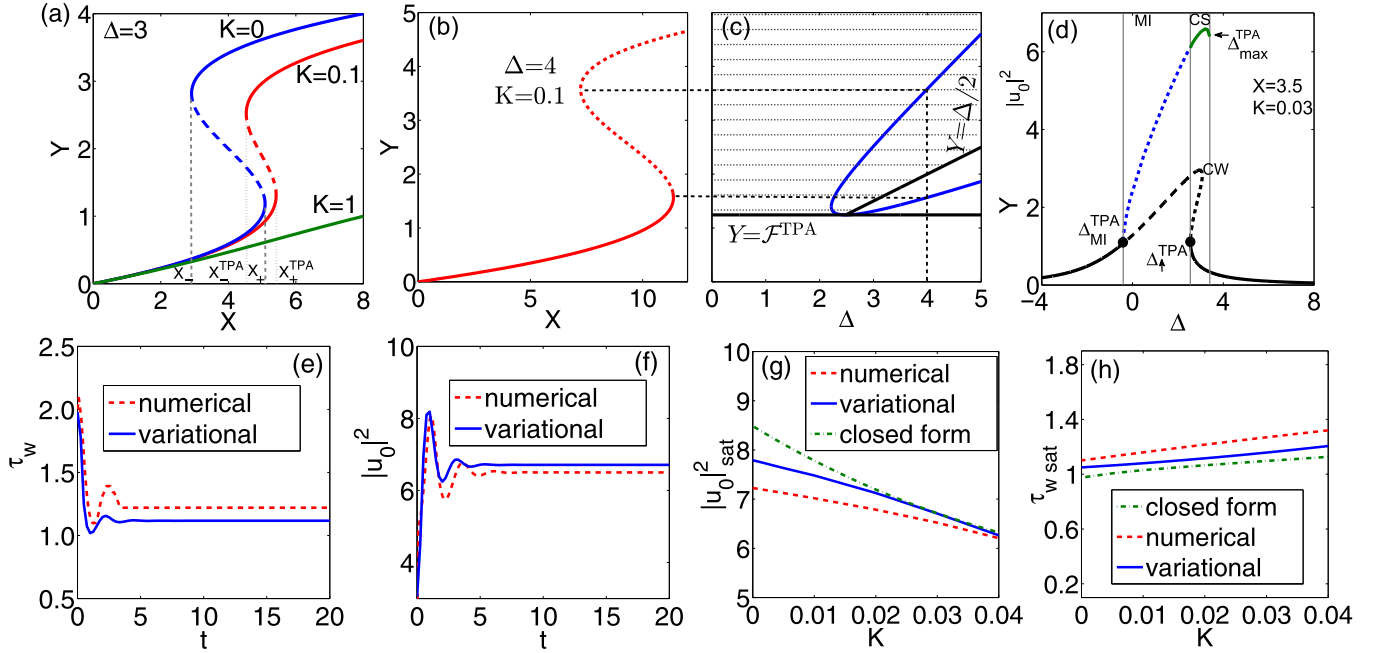 (a)
Δ=3
K=0
K=0.1
K=1
X₋
X₋ᵀᴾᴬ
X₊
X₊ᵀᴾᴬ
Y
4
3
2
1
0
0 2 4 6 8
X
(b)
Δ=4
K=0.1
Y
5
4
3
2
1
0
0 5 10
X
(c)
Y=Δ/2
Y=ℱᵀᴾᴬ
0 1 2 3 4 5
Δ
(d)
MI
CS
Δ_max^TPA
X=3.5
K=0.03
CW
Δ_MI^TPA
Δ_↑^TPA
Y |u₀|²
6
4
2
0
−4 0 4 8
Δ
(e)
numerical
variational
τ_w
2.5
2.0
1.5
1.0
0.5
0 5 10 15 20
t
(f)
numerical
variational
|u₀|²
10
8
6
4
0 5 10 15 20
t
(g)
numerical
variational
closed form
|u₀|²_sat
10
9
8
7
6
5
0 0.01 0.02 0.03 0.04
K
(h)
closed form
numerical
variational
τ_w sat
1.8
1.4
1
0.6
0.2
0 0.01 0.02 0.03 0.04
K